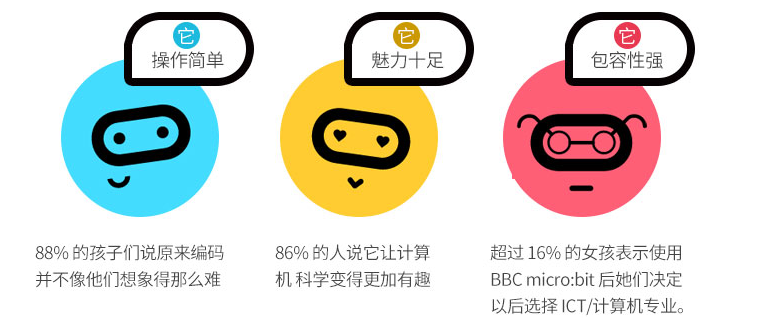 它
操作简单
它
魅力十足
它
包容性强
88% 的孩子们说原来编码
并不像他们想象得那么难
86% 的人说它让计算
机 科学变得更加有趣
超过 16% 的女孩表示使用
BBC micro:bit 后她们决定
以后选择 ICT/计算机专业。